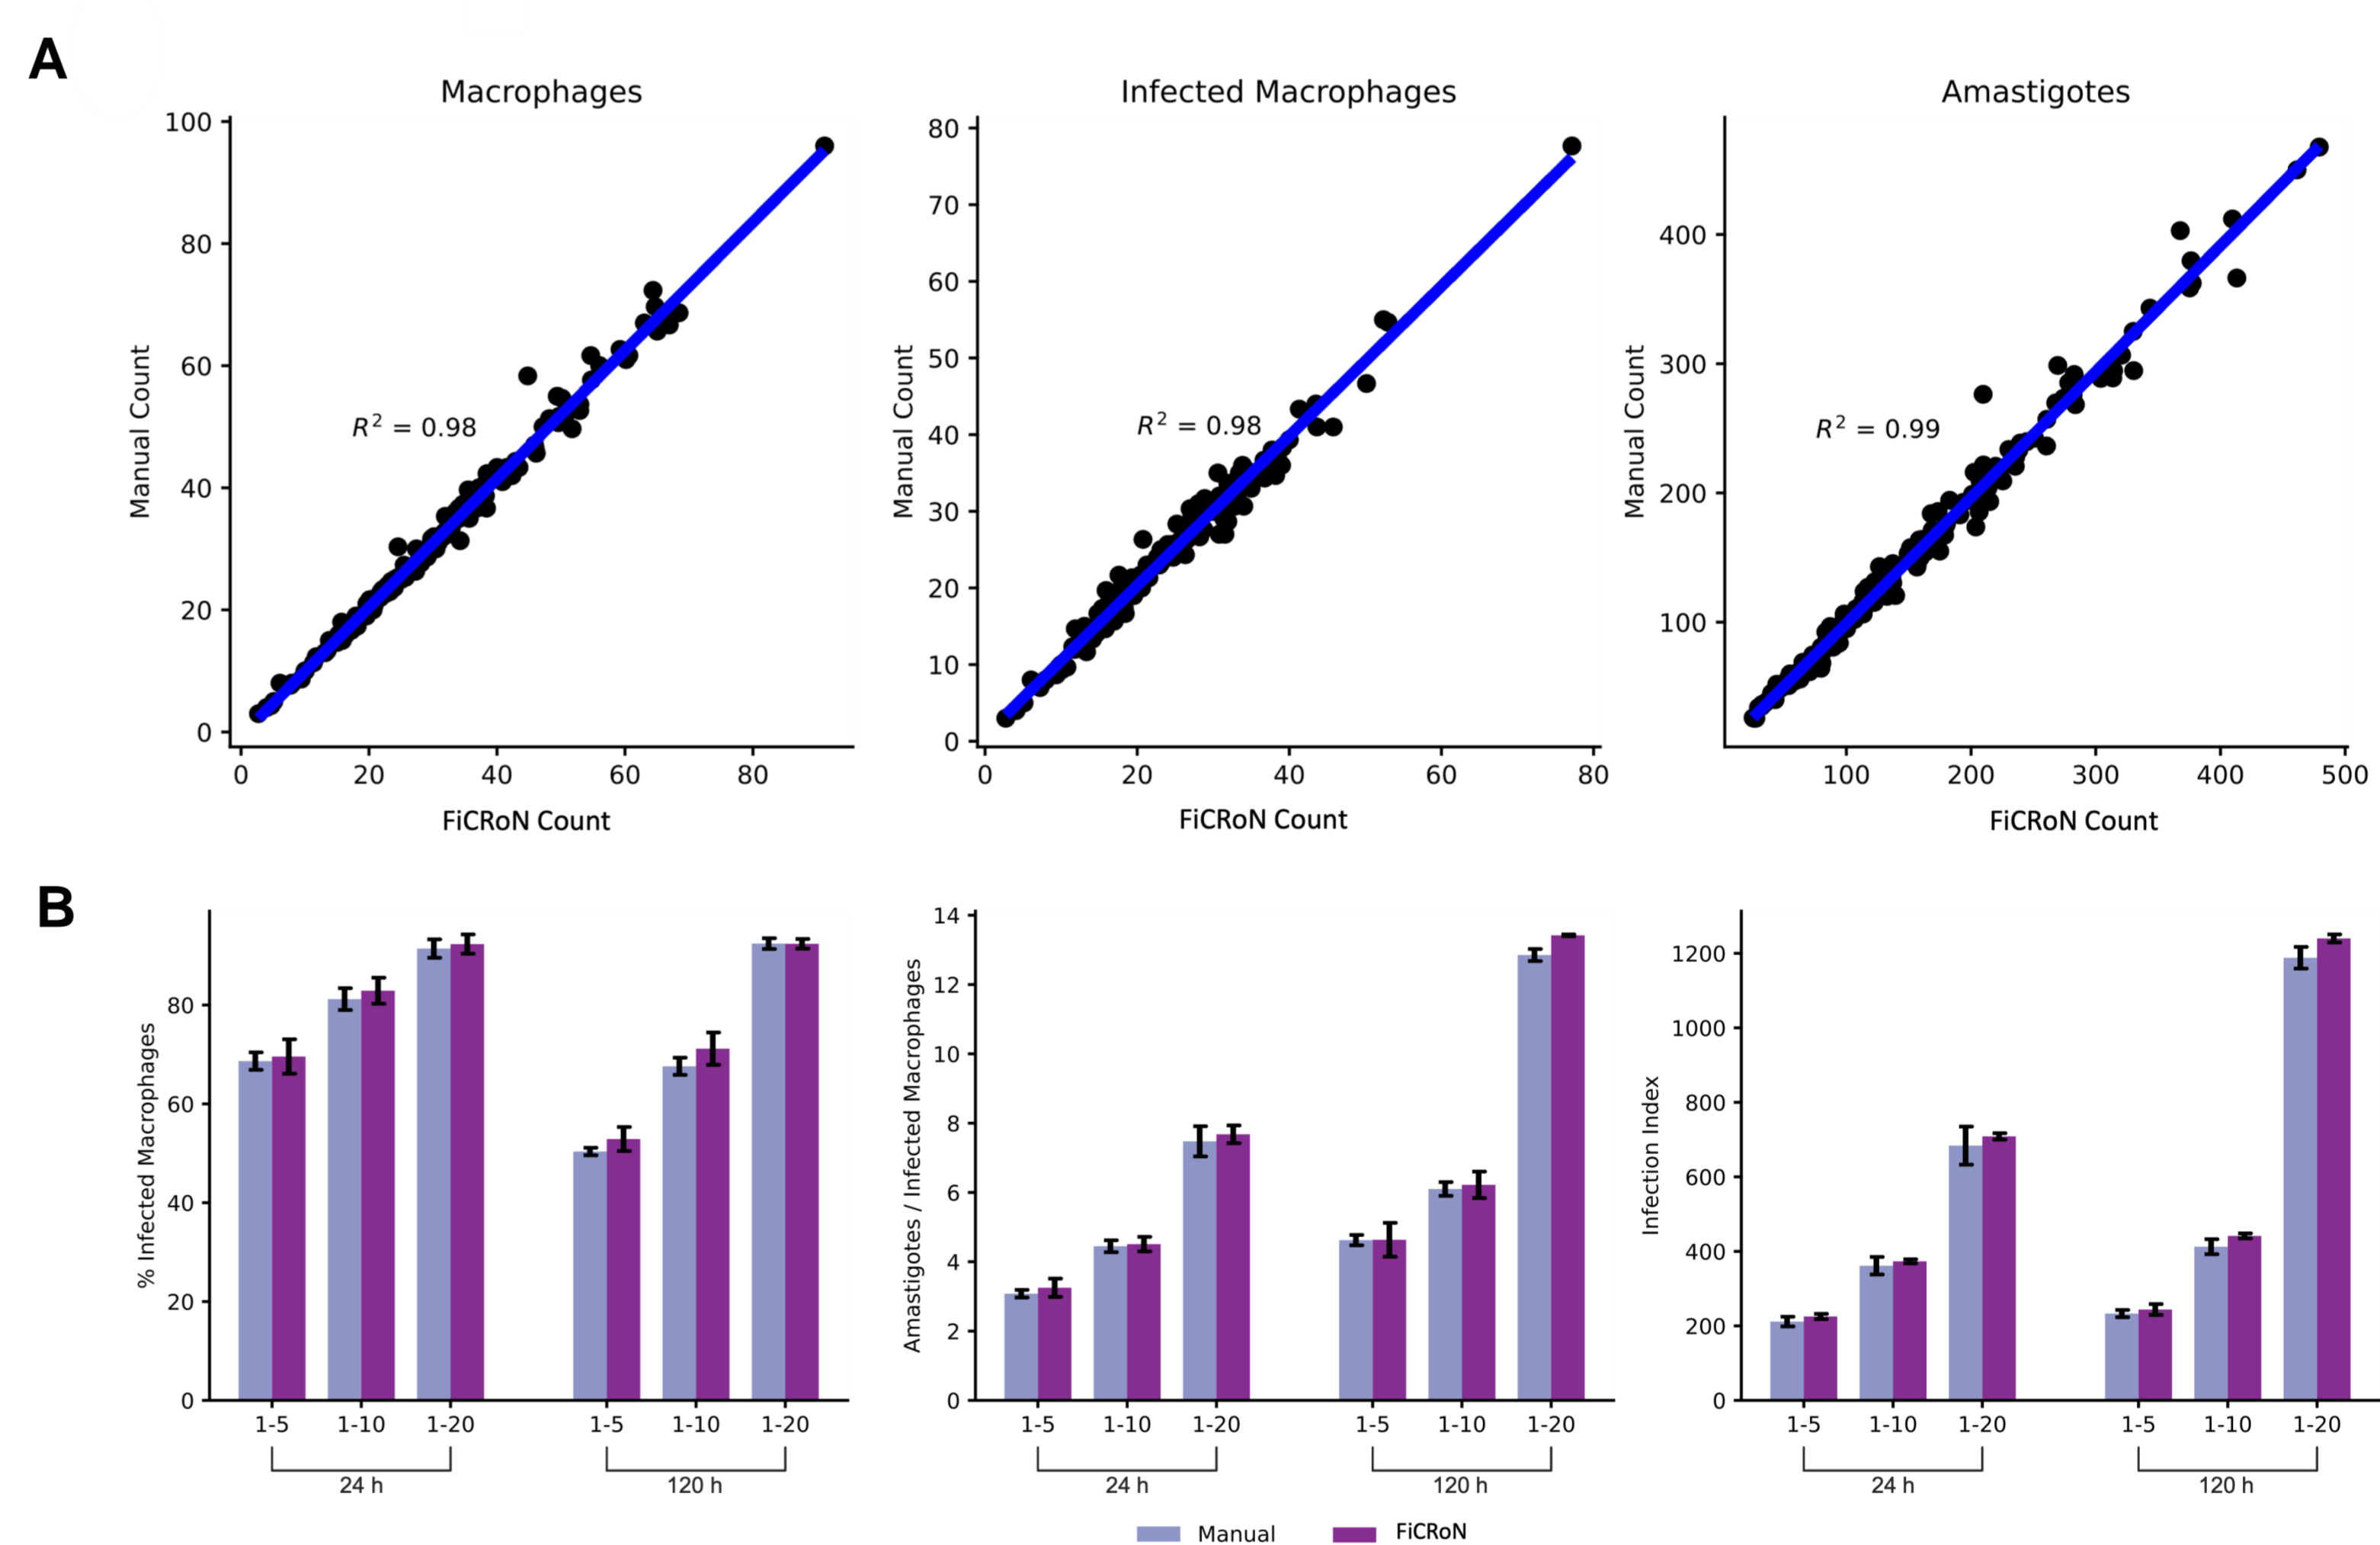 A
Macrophages
Infected Macrophages
Amastigotes
100
80
60
40
20
0
Manual Count
R² = 0.98
0 20 40 60 80
FiCRoN Count
80
70
60
50
40
30
20
10
0
Manual Count
R² = 0.98
0 20 40 60 80
FiCRoN Count
400
300
200
100
Manual Count
R² = 0.99
100 200 300 400 500
FiCRoN Count
B
80
60
40
20
0
% Infected Macrophages
1-5 1-10 1-20 1-5 1-10 1-20
24 h 120 h
14
12
10
8
6
4
2
0
Amastigotes / Infected Macrophages
1-5 1-10 1-20 1-5 1-10 1-20
24 h 120 h
1200
1000
800
600
400
200
0
Infection Index
1-5 1-10 1-20 1-5 1-10 1-20
24 h 120 h
Manual FiCRoN